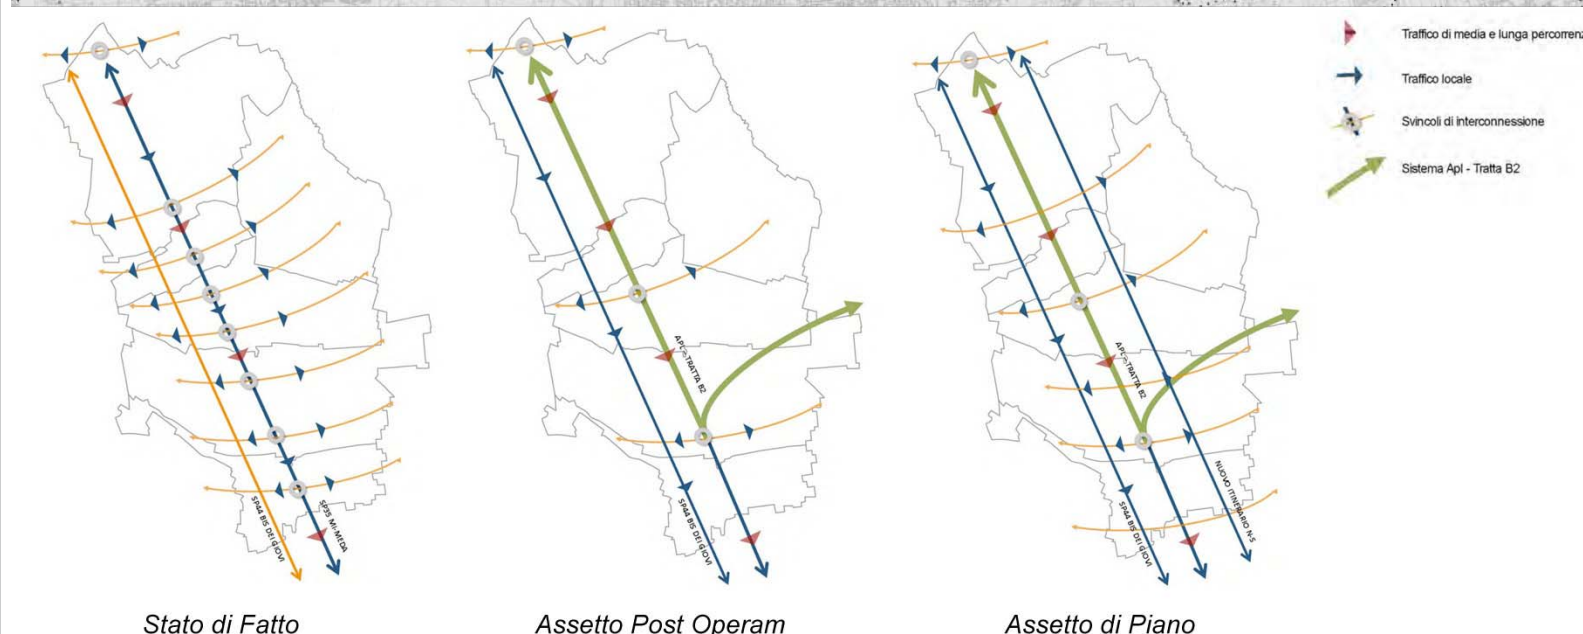 Traffico di media e lunga percorrenz
Traffico locale
Svincoli di interconnessione
Sistema Apl - Tratta B2
SP44 BIS DEI GIOVI
SP35 MI-MEDA
APL - TRATTA B2
SP44 BIS DEI GIOVI
APL - TRATTA B2
SP44 BIS DEI GIOVI
NUOVO ITINERARIO N-S
Stato di Fatto
Assetto Post Operam
Assetto di Piano